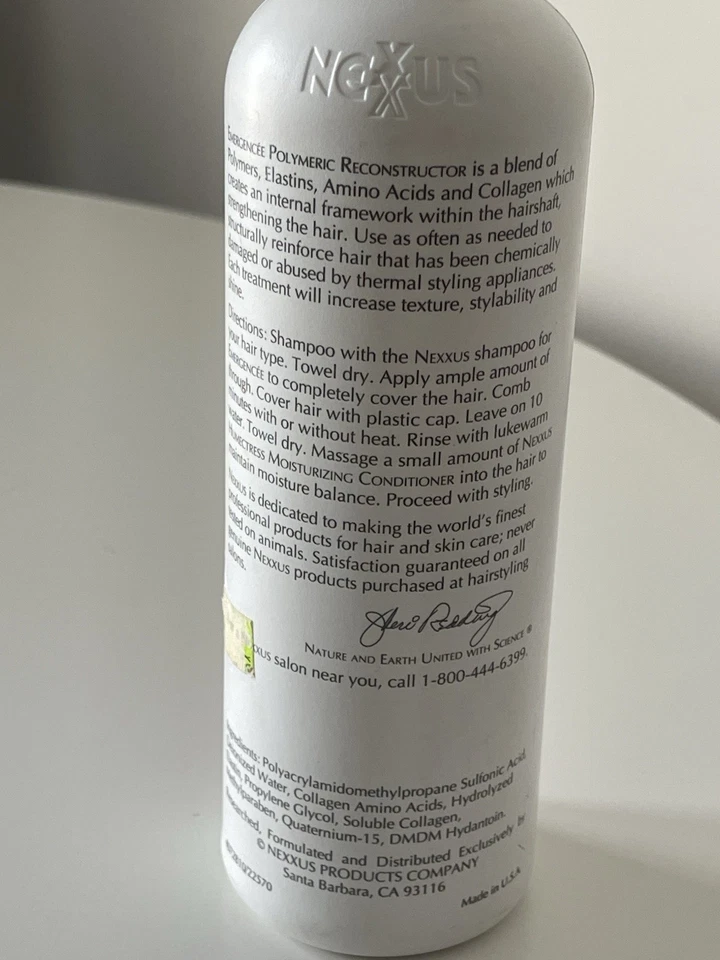 NEXXUS
EMERGENCÉE POLYMERIC RECONSTRUCTOR is a blend of
Polymers, Elastins, Amino Acids and Collagen which
creates an internal framework within the hairshaft,
strengthening the hair. Use as often as needed to
structurally reinforce hair that has been chemically
damaged or abused by thermal styling appliances.
Each treatment will increase texture, stylability and
shine.
Directions: Shampoo with the NEXXUS shampoo for
your hair type. Towel dry. Apply ample amount of
EMERGENCÉE to completely cover the hair. Comb
through. Cover hair with plastic cap. Leave on 10
minutes with or without heat. Rinse with lukewarm
water. Towel dry. Massage a small amount of NEXXUS
HUMECTRESS MOISTURIZING CONDITIONER into the hair to
maintain moisture balance. Proceed with styling.
NEXXUS is dedicated to making the world's finest
professional products for hair and skin care; never
tested on animals. Satisfaction guaranteed on all
genuine NEXXUS products purchased at hairstyling
salons.
Jheri Redding
NATURE AND EARTH UNITED WITH SCIENCE ®
salon near you, call 1-800-444-6399.
Ingredients: Polyacrylamidomethylpropane Sulfonic Acid,
Deionized Water, Collagen Amino Acids, Hydrolyzed
Elastin, Propylene Glycol, Soluble Collagen,
Methylparaben, Quaternium-15, DMDM Hydantoin.
Researched, Formulated and Distributed Exclusively by
© NEXXUS PRODUCTS COMPANY
Santa Barbara, CA 93116
Made in U.S.A.